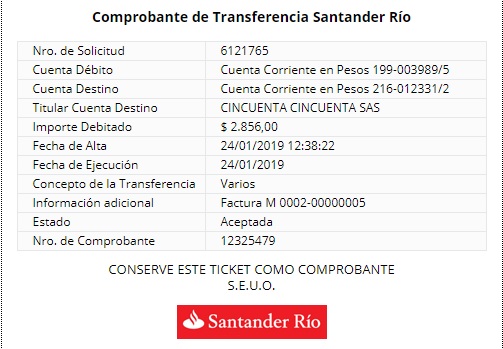 Comprobante de Transferencia Santander Río
Nro. de Solicitud 6121765
Cuenta Débito Cuenta Corriente en Pesos 199-003989/5
Cuenta Destino Cuenta Corriente en Pesos 216-012331/2
Titular Cuenta Destino CINCUENTA CINCUENTA SAS
Importe Debitado $ 2.856,00
Fecha de Alta 24/01/2019 12:38:22
Fecha de Ejecución 24/01/2019
Concepto de la Transferencia Varios
Información adicional Factura M 0002-00000005
Estado Aceptada
Nro. de Comprobante 12325479
CONSERVE ESTE TICKET COMO COMPROBANTE
S.E.U.O.
Santander Río